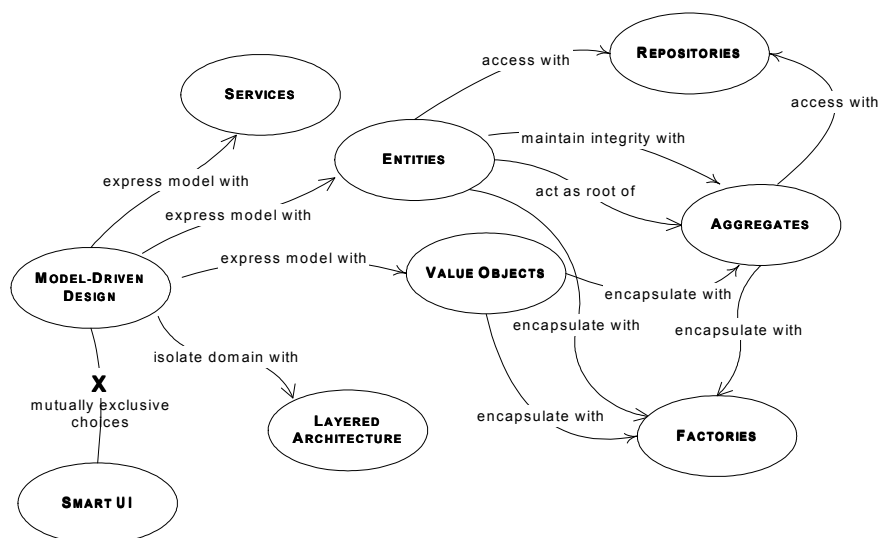 REPOSITORIES
access with
SERVICES
access with
maintain integrity with
ENTITIES
express model with
act as root of
express model with
AGGREGATES
express model with
VALUE OBJECTS
MODEL-DRIVEN
DESIGN
encapsulate with
encapsulate with
encapsulate with
isolate domain with
X
mutually exclusive
choices
encapsulate with
LAYERED
ARCHITECTURE
FACTORIES
SMART UI